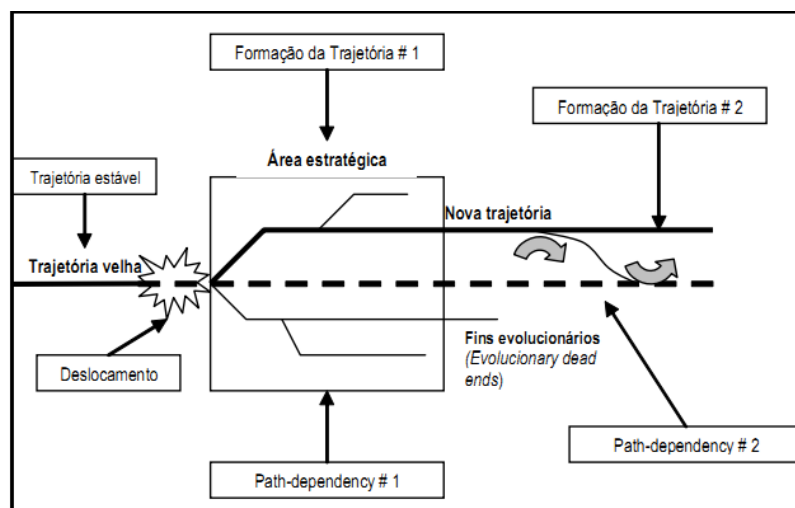 Formação da Trajetória # 1
Formação da Trajetória # 2
Área estratégica
Trajetória estável
Nova trajetória
Trajetória velha
Fins evolucionários
(Evolucionary dead
ends)
Deslocamento
Path-dependency # 2
Path-dependency # 1